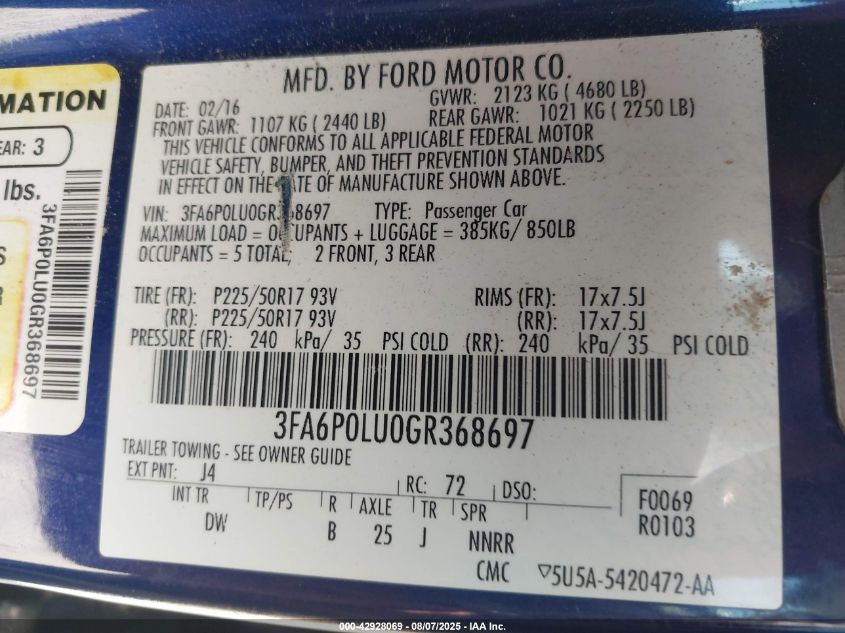 MFD. BY FORD MOTOR CO.
DATE: 02/16 GVWR: 2123 KG ( 4680 LB)
FRONT GAWR: 1107 KG ( 2440 LB) REAR GAWR: 1021 KG ( 2250 LB)
THIS VEHICLE CONFORMS TO ALL APPLICABLE FEDERAL MOTOR
VEHICLE SAFETY, BUMPER, AND THEFT PREVENTION STANDARDS
IN EFFECT ON THE DATE OF MANUFACTURE SHOWN ABOVE.
VIN: 3FA6P0LU0GR368697 TYPE: Passenger Car
MAXIMUM LOAD = OCCUPANTS + LUGGAGE = 385KG/ 850LB
OCCUPANTS = 5 TOTAL, 2 FRONT, 3 REAR
TIRE (FR): P225/50R17 93V RIMS (FR): 17x7.5J
(RR): P225/50R17 93V (RR): 17x7.5J
PRESSURE (FR): 240 kPa/ 35 PSI COLD (RR): 240 kPa/ 35 PSI COLD
3FA6P0LU0GR368697
TRAILER TOWING - SEE OWNER GUIDE
EXT PNT: J4 RC: 72 DSO:
INT TR TP/PS R AXLE TR SPR
DW B 25 J NNRR
F0069
R0103
CMC ▽5U5A-5420472-AA
MATION
EAR: 3
lbs.
3FA6P0LU0GR368697
S
R
000-42928069 - 08/07/2025 - IAA Inc.